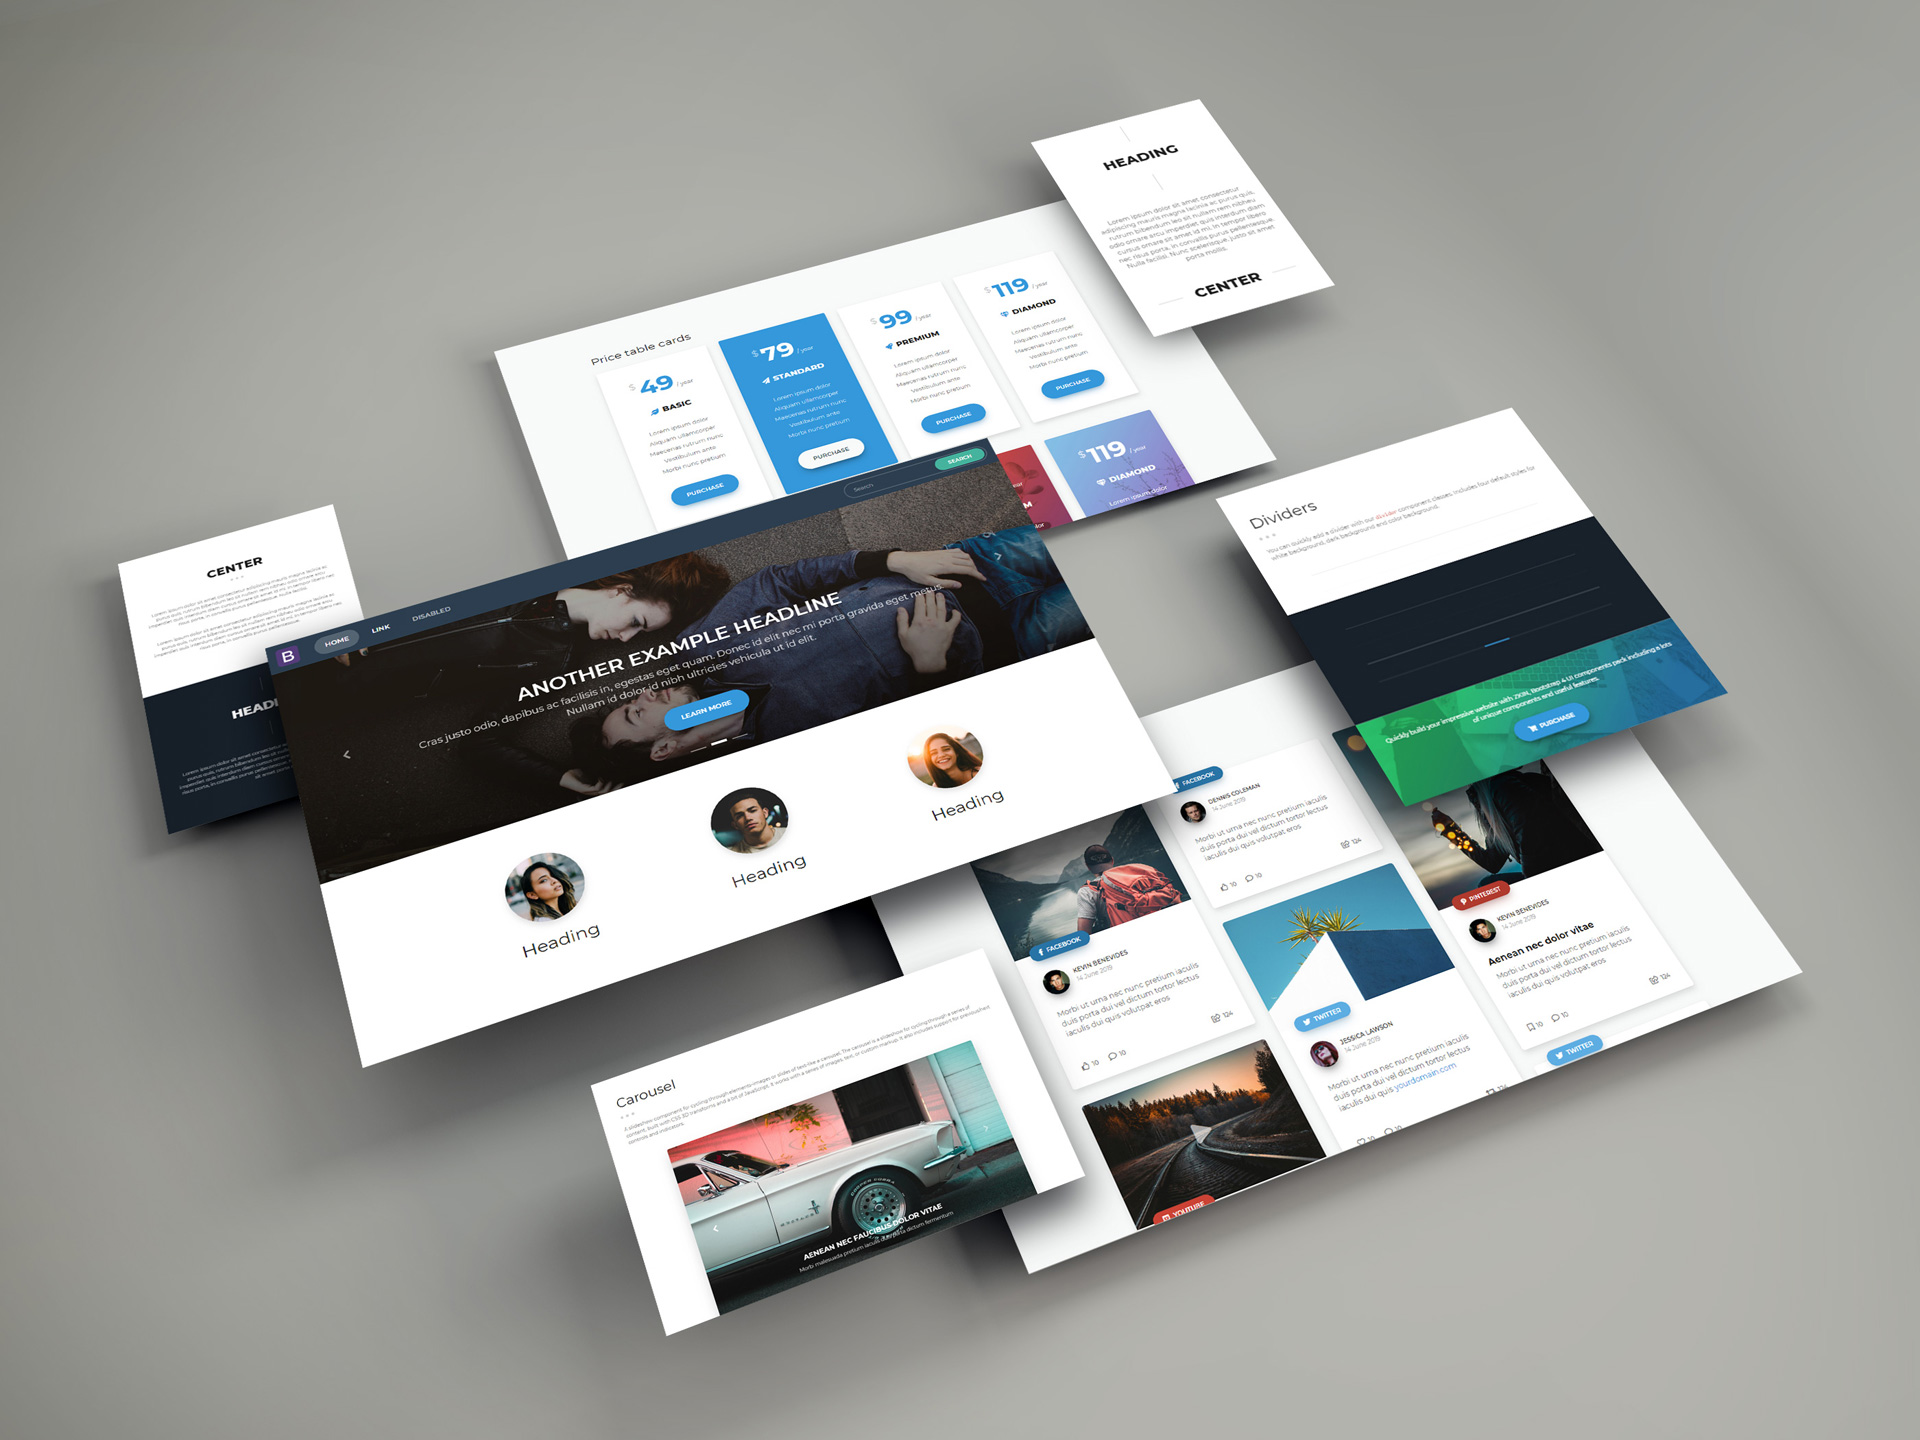 HEADING
Lorem ipsum dolor sit amet consectetur
adipiscing mauris magna lacinia ac purus quis,
rutrum bibendum leo sit nullam rem nibheu
odio ornare arcu imperdiet quis interdum diam
cursus ornare sit amet id mi, in tempor libero
nec risus porta, in convallis purus pellentesque.
Nulla facilisi. Nunc scelerisque, justo sit amet
porta mollis.
CENTER
Price table cards
$ 49 / year
BASIC
Lorem ipsum dolor
Aliquam ullamcorper
Maecenas rutrum nunc
Vestibulum ante
Morbi nunc pretium
PURCHASE
$ 79 / year
STANDARD
Lorem ipsum dolor
Aliquam ullamcorper
Maecenas rutrum nunc
Vestibulum ante
Morbi nunc pretium
PURCHASE
$ 99 / year
PREMIUM
Lorem ipsum dolor
Aliquam ullamcorper
Maecenas rutrum nunc
Vestibulum ante
Morbi nunc pretium
PURCHASE
$ 119 / year
DIAMOND
Lorem ipsum dolor
Aliquam ullamcorper
Maecenas rutrum nunc
Vestibulum ante
Morbi nunc pretium
PURCHASE
$ 119 / year
DIAMOND
Lorem ipsum dolor
CENTER
B
HOME
LINK
DISABLED
Search
SEARCH
ANOTHER EXAMPLE HEADLINE
Cras justo odio, dapibus ac facilisis in, egestas eget quam. Donec id elit nec mi porta gravida eget metus.
Nullam id dolor id nibh ultricies vehicula ut id elit.
LEARN MORE
Heading
Heading
Heading
Dividers
You can quickly add a divider with our divider component classes. Includes four default styles for
white background, dark background end color background.
Quickly build your impressive website with ZKIN, Bootstrap 4 UI components pack including a lots
of unique components and useful features.
PURCHASE
FACEBOOK
DENNIS COLEMAN
14 June 2019
Morbi ut urna nec nunc pretium iaculis
duis porta dui vel dictum tortor lectus
iaculis dui quis volutpat eros
124
10 10
FACEBOOK
KEVIN BENEVIDES
14 June 2019
Morbi ut urna nec nunc pretium iaculis
duis porta dui vel dictum tortor lectus
iaculis dui quis volutpat eros
124
10 10
TWITTER
JESSICA LAWSON
14 June 2019
Morbi ut urna nec nunc pretium iaculis
duis porta dui vel dictum tortor lectus
iaculis dui quis yourdomain.com
PINTEREST
KEVIN BENEVIDES
14 June 2019
Aenean nec dolor vitae
Morbi ut urna nec nunc pretium iaculis
duis porta dui vel dictum tortor lectus
iaculis dui quis volutpat eros
124
10 10
TWITTER
YOUTUBE
Carousel
A slideshow component for cycling through elements-images or slides of text-like a carousel. The carousel is a slideshow for cycling through a series of
content, built with CSS 3D transforms and a bit of JavaScript. It works with a series of images, text, or custom markup. It also includes support for previous/next
controls and indicators.
AENEAN NEC FAUCIBUS DOLOR VITAE
Morbi malesuada pretium iaculis duis porta dictum fermentum